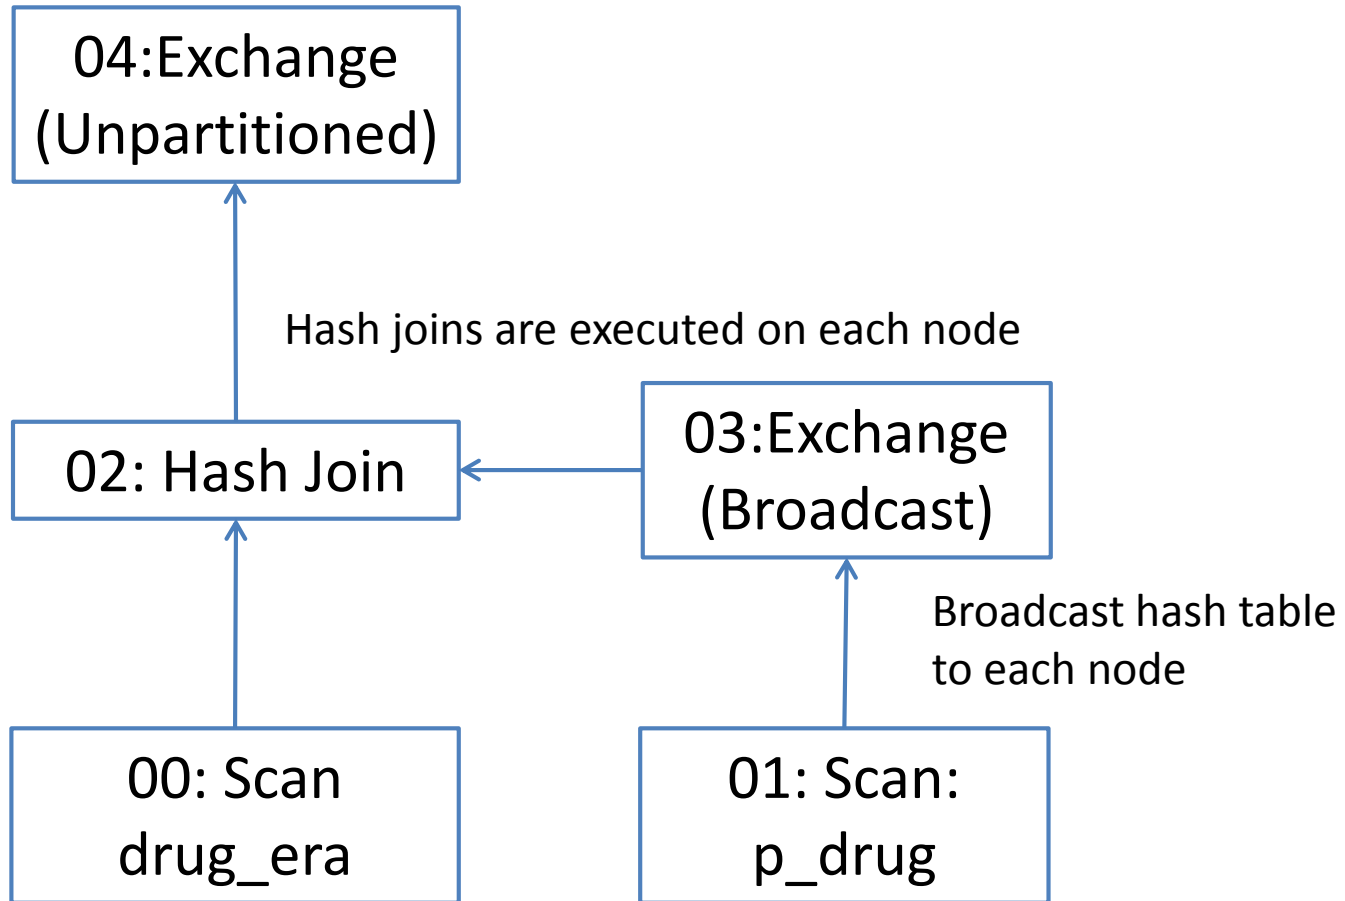 04:Exchange
(Unpartitioned)
Hash joins are executed on each node
03:Exchange
(Broadcast)
02: Hash Join
Broadcast hash table
to each node
00: Scan
drug_era
01: Scan:
p_drug